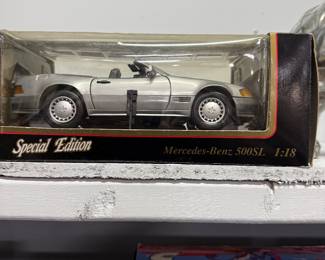 Special Edition
Mercedes-Benz 500SL 1:18